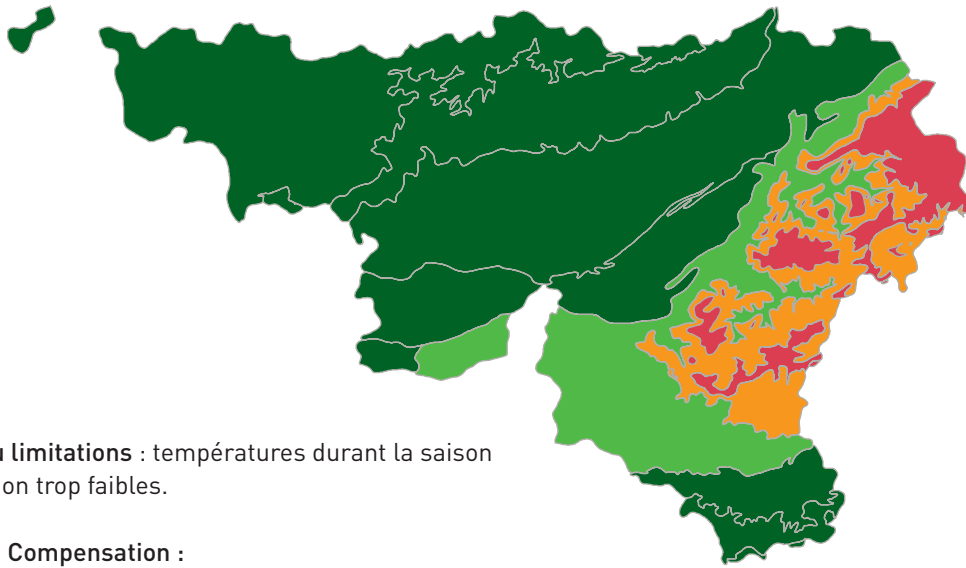 u limitations : températures durant la saison
on trop faibles.
Compensation :